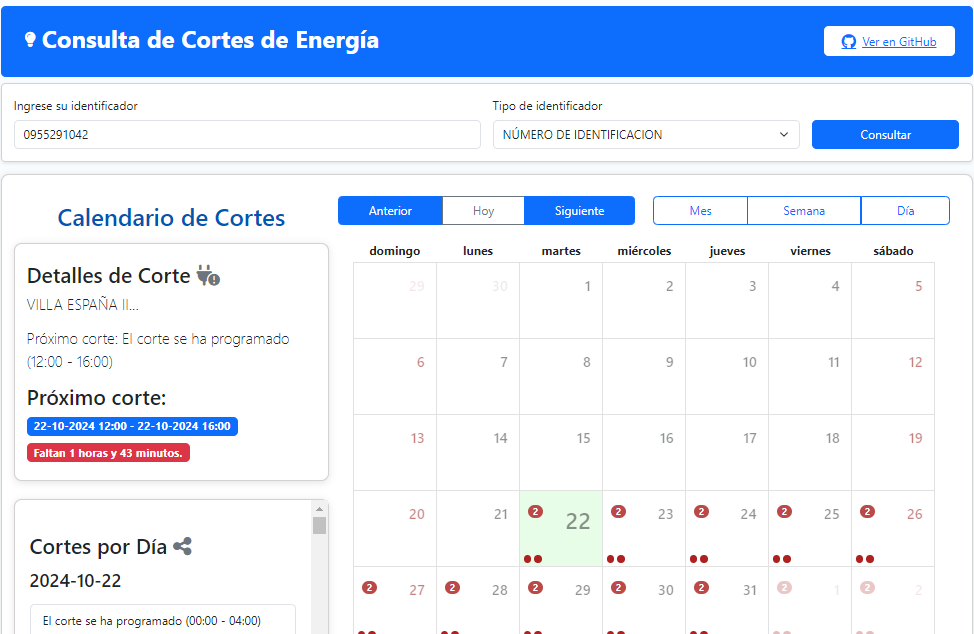 Consulta de Cortes de Energía
Ver en GitHub
Ingrese su identificador
Tipo de identificador
0955291042
NÚMERO DE IDENTIFICACION
Consultar
Calendario de Cortes
Anterior
Hoy
Siguiente
Mes
Semana
Día
Detalles de Corte
VILLA ESPAÑA II...
Próximo corte: El corte se ha programado
(12:00 - 16:00)
Próximo corte:
22-10-2024 12:00 - 22-10-2024 16:00
Faltan 1 horas y 43 minutos.
Cortes por Día
2024-10-22
El corte se ha programado (00:00 - 04:00)
domingo lunes martes miércoles jueves viernes sábado
29 30 1 2 3 4 5
6 7 8 9 10 11 12
13 14 15 16 17 18 19
20 21 2 22 2 23 2 24 2 25 2 26
2 27 2 28 2 29 2 30 2 31 2 1 2 2